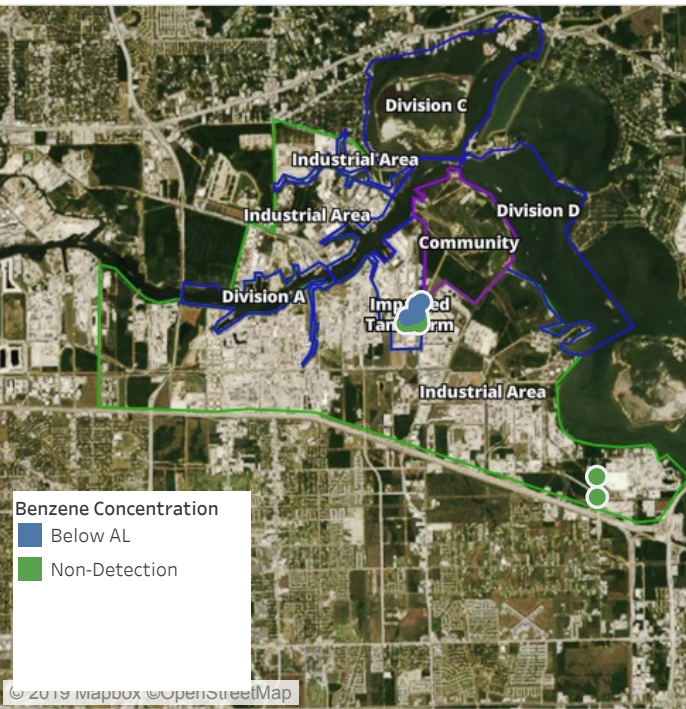 Division C
Industrial Area
Division D
Industrial Area
Community
Division A
Industrial Area
Benzene Concentration
Below AL
Non-Detection
© 2019 Mapbox ©OpenStreetMap